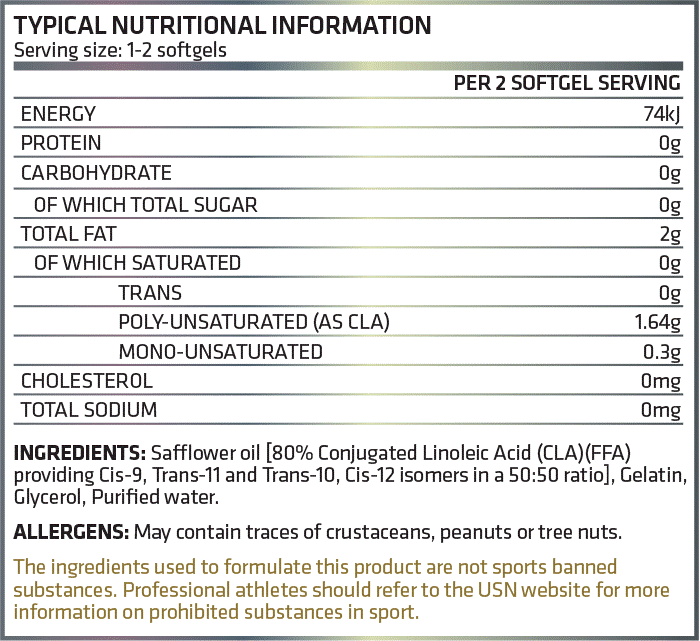 TYPICAL NUTRITIONAL INFORMATION
Serving size: 1-2 softgels
PER 2 SOFTGEL SERVING
ENERGY 74kJ
PROTEIN 0g
CARBOHYDRATE 0g
OF WHICH TOTAL SUGAR 0g
TOTAL FAT 2g
OF WHICH SATURATED 0g
TRANS 0g
POLY-UNSATURATED (AS CLA) 1.64g
MONO-UNSATURATED 0.3g
CHOLESTEROL 0mg
TOTAL SODIUM 0mg
INGREDIENTS: Safflower oil [80% Conjugated Linoleic Acid (CLA)(FFA)
providing Cis-9, Trans-11 and Trans-10, Cis-12 isomers in a 50:50 ratio], Gelatin,
Glycerol, Purified water.
ALLERGENS: May contain traces of crustaceans, peanuts or tree nuts.
The ingredients used to formulate this product are not sports banned
substances. Professional athletes should refer to the USN website for more
information on prohibited substances in sport.